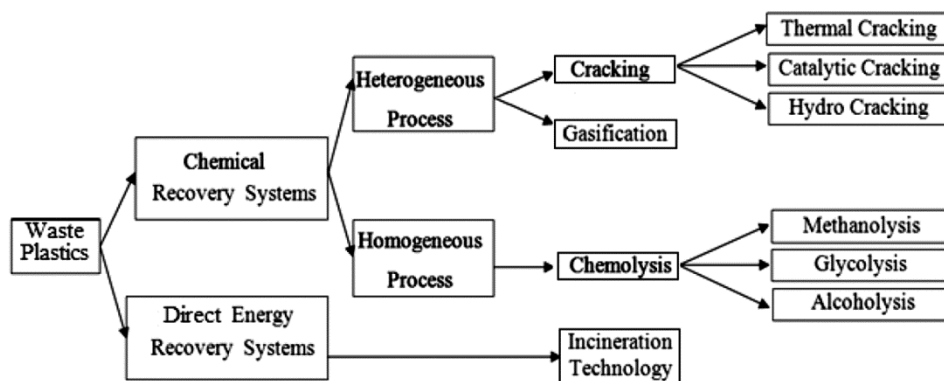 Waste
Plastics
Chemical
Recovery Systems
Direct Energy
Recovery Systems
Heterogeneous
Process
Homogeneous
Process
Cracking
Gasification
Chemolysis
Incineration
Technology
Thermal Cracking
Catalytic Cracking
Hydro Cracking
Methanolysis
Glycolysis
Alcoholysis